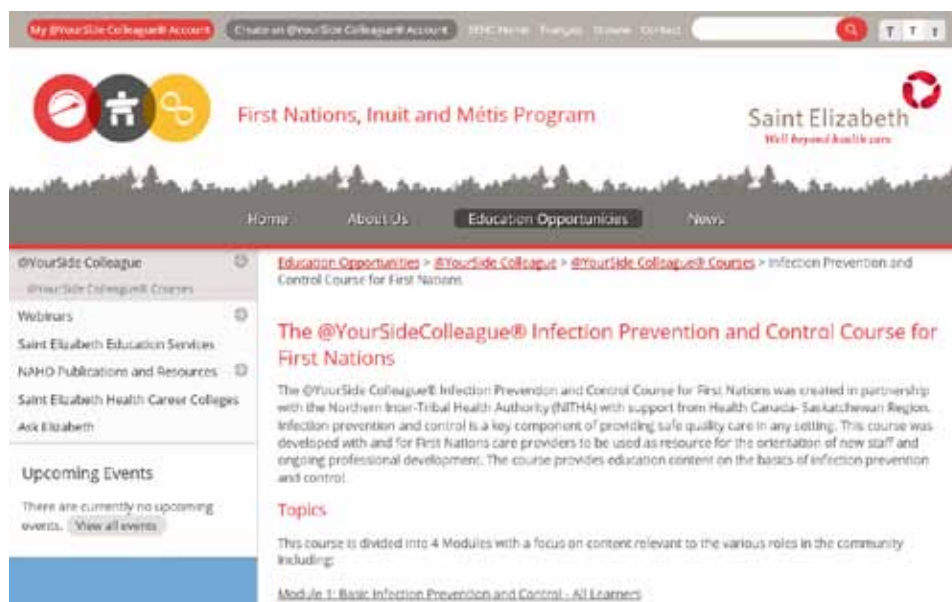 My @YourSide Colleague® Account
Create an @YourSide Colleague® Account
SEHC Home
Français
Sitemap
Contact
T T T
First Nations, Inuit and Métis Program
Saint Elizabeth
Well beyond health care
Home
About Us
Education Opportunities
News
@YourSide Colleague
@YourSide Colleague® Courses
Webinars
Saint Elizabeth Education Services
NAHO Publications and Resources
Saint Elizabeth Health Career Colleges
Ask Elizabeth
Upcoming Events
There are currently no upcoming
events. View all events
Education Opportunities > @YourSide Colleague > @YourSide Colleague® Courses > Infection Prevention and
Control Course for First Nations
The @YourSideColleague® Infection Prevention and Control Course for
First Nations
The @YourSide Colleague® Infection Prevention and Control Course for First Nations was created in partnership
with the Northern Inter-Tribal Health Authority (NITHA) with support from Health Canada- Saskatchewan Region.
Infection prevention and control is a key component of providing safe quality care in any setting. This course was
developed with and for First Nations care providers to be used as resource for the orientation of new staff and
ongoing professional development. The course provides education content on the basics of infection prevention
and control.
Topics
This course is divided into 4 Modules with a focus on content relevant to the various roles in the community
including:
Module 1: Basic Infection Prevention and Control - All Learners